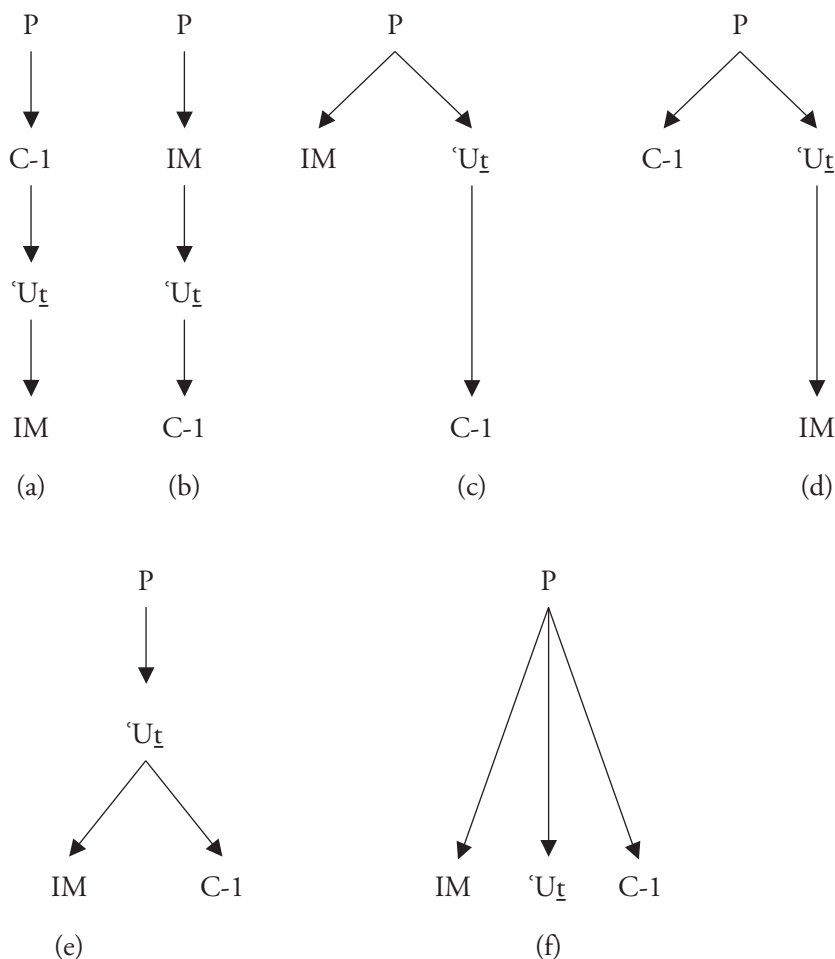 P P P P
C-1 IM IM ʿUṯ C-1 ʿUṯ
ʿUṯ ʿUṯ
IM C-1 C-1 IM
(a) (b) (c) (d)
P P
ʿUṯ
IM C-1 IM ʿUṯ C-1
(e) (f)